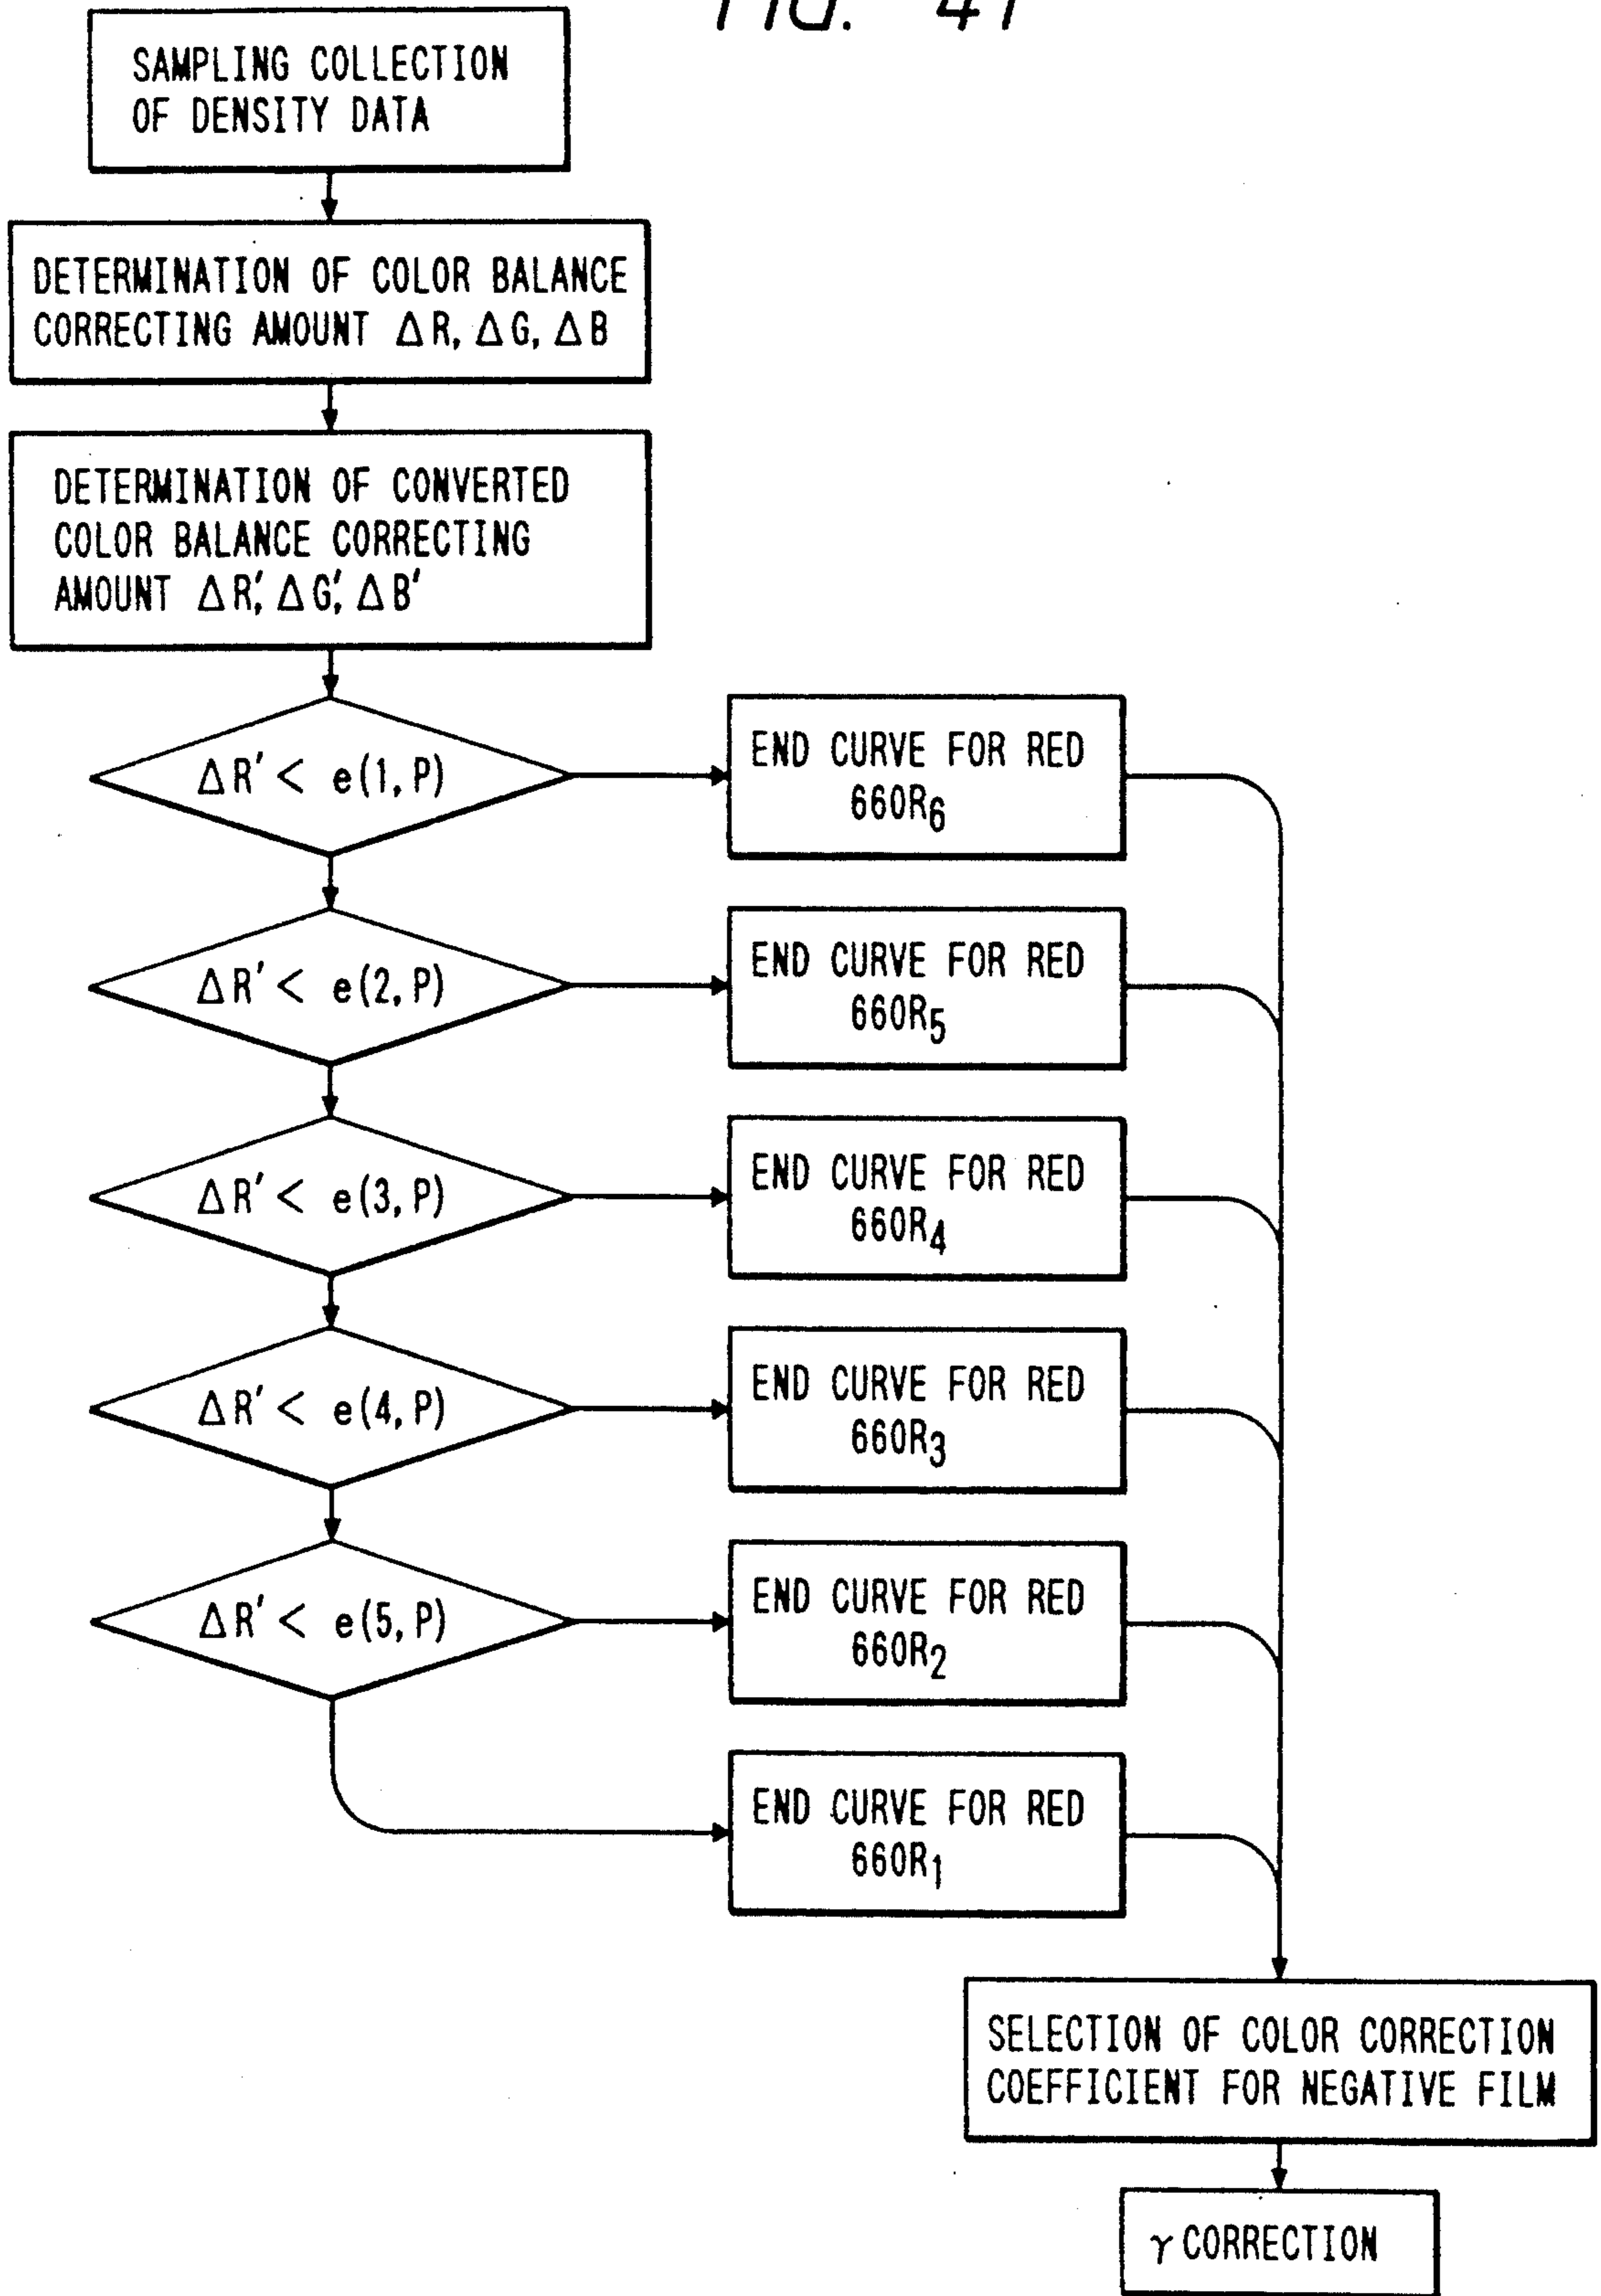 FIG. 41
SAMPLING COLLECTION
OF DENSITY DATA
DETERMINATION OF COLOR BALANCE
CORRECTING AMOUNT ΔR, ΔG, ΔB
DETERMINATION OF CONVERTED
COLOR BALANCE CORRECTING
AMOUNT ΔR′, ΔG′, ΔB′
ΔR′ < e(1, P)
END CURVE FOR RED
660R₆
ΔR′ < e(2, P)
END CURVE FOR RED
660R₅
ΔR′ < e(3, P)
END CURVE FOR RED
660R₄
ΔR′ < e(4, P)
END CURVE FOR RED
660R₃
ΔR′ < e(5, P)
END CURVE FOR RED
660R₂
END CURVE FOR RED
660R₁
SELECTION OF COLOR CORRECTION
COEFFICIENT FOR NEGATIVE FILM
γ CORRECTION